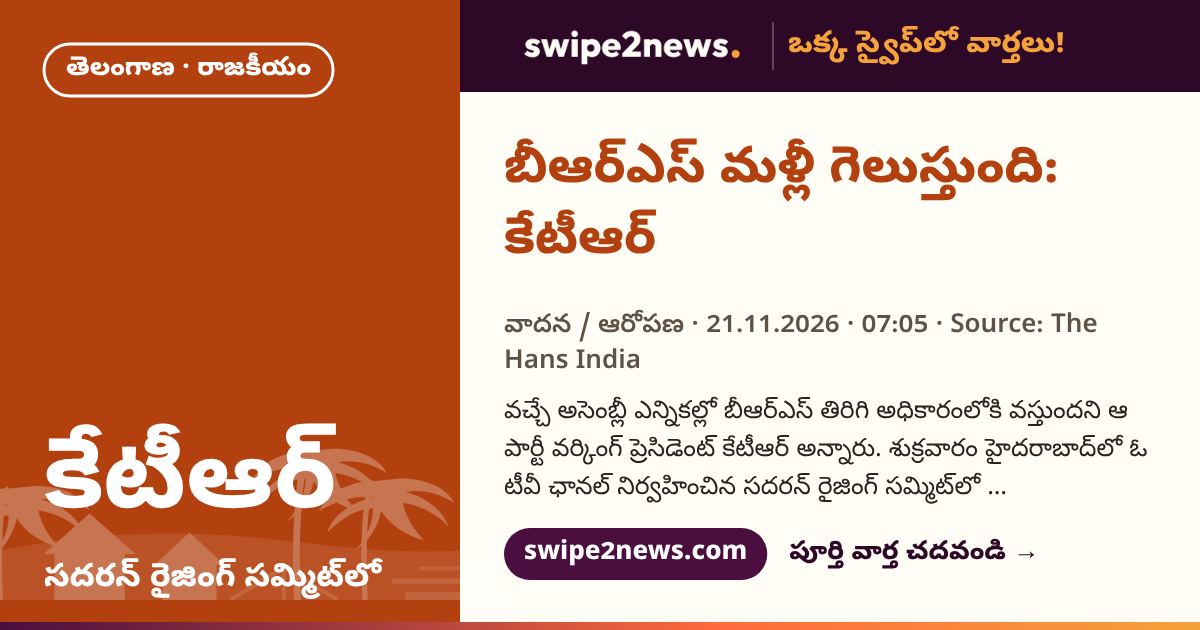 తెలంగాణ · రాజకీయం
కేటీఆర్
సదరన్ రైజింగ్ సమ్మిట్‌లో
swipe2news.
ఒక్క స్వైప్‌లో వార్తలు!
బీఆర్ఎస్ మళ్లీ గెలుస్తుంది:
కేటీఆర్
వాదన / ఆరోపణ · 21.11.2026 · 07:05 · Source: The
Hans India
వచ్చే అసెంబ్లీ ఎన్నికల్లో బీఆర్ఎస్ తిరిగి అధికారంలోకి వస్తుందని ఆ
పార్టీ వర్కింగ్ ప్రెసిడెంట్ కేటీఆర్ అన్నారు. శుక్రవారం హైదరాబాద్‌లో ఓ
టీవీ ఛానల్ నిర్వహించిన సదరన్ రైజింగ్ సమ్మిట్‌లో ...
swipe2news.com
పూర్తి వార్త చదవండి →